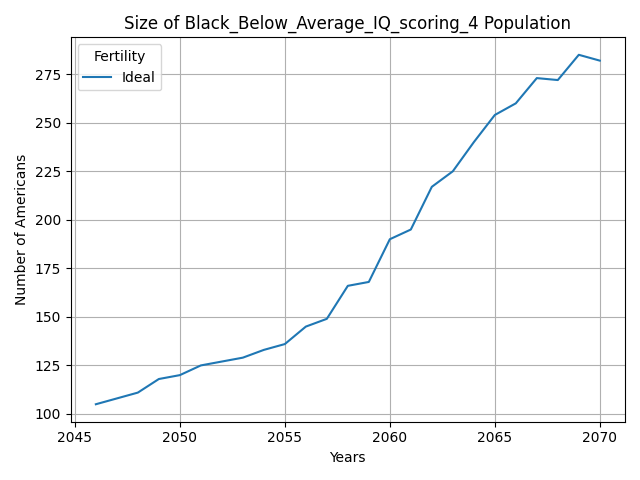 Size of Black_Below_Average_IQ_scoring_4 Population
Fertility
Ideal
Number of Americans
275
250
225
200
175
150
125
100
2045 2050 2055 2060 2065 2070
Years